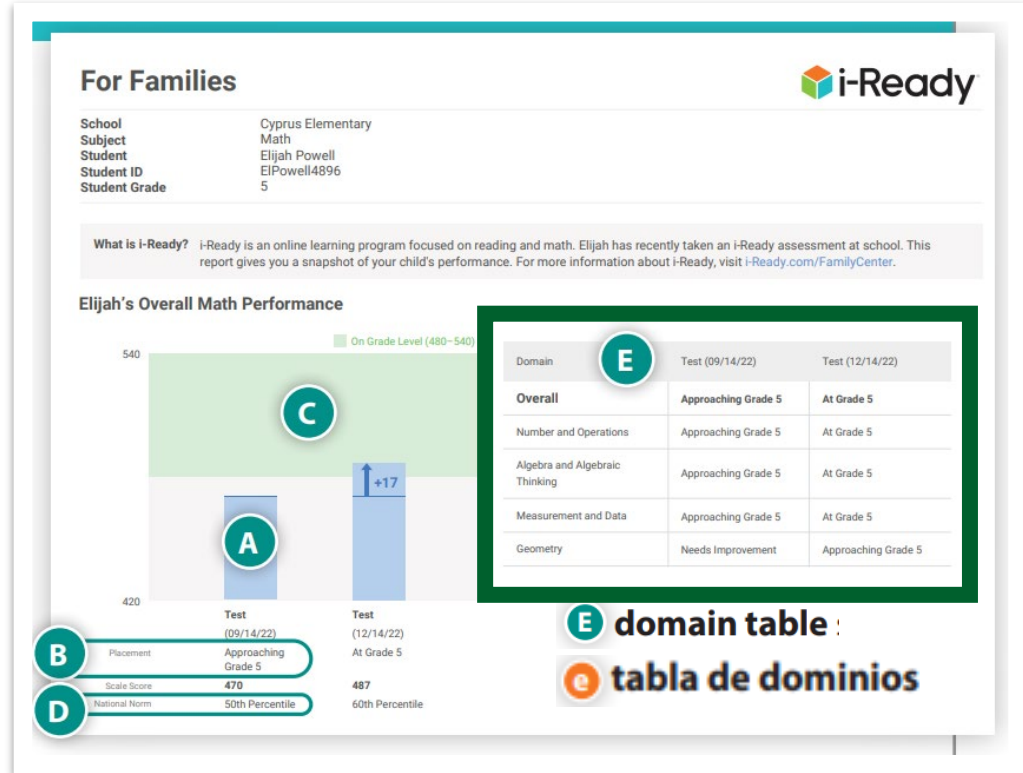 For Families
i-Ready
School Cyprus Elementary
Subject Math
Student Elijah Powell
Student ID ElPowell4896
Student Grade 5
What is i-Ready? i-Ready is an online learning program focused on reading and math. Elijah has recently taken an i-Ready assessment at school. This
report gives you a snapshot of your child's performance. For more information about i-Ready, visit i-Ready.com/FamilyCenter.
Elijah's Overall Math Performance
On Grade Level (480–540)
540
C
+17
A
420
Test Test
(09/14/22) (12/14/22)
B Placement Approaching At Grade 5
Grade 5
Scale Score 470 487
D National Norm 50th Percentile 60th Percentile
Domain E Test (09/14/22) Test (12/14/22)
Overall Approaching Grade 5 At Grade 5
Number and Operations Approaching Grade 5 At Grade 5
Algebra and Algebraic
Thinking Approaching Grade 5 At Grade 5
Measurement and Data Approaching Grade 5 At Grade 5
Geometry Needs Improvement Approaching Grade 5
E domain table
e tabla de dominios